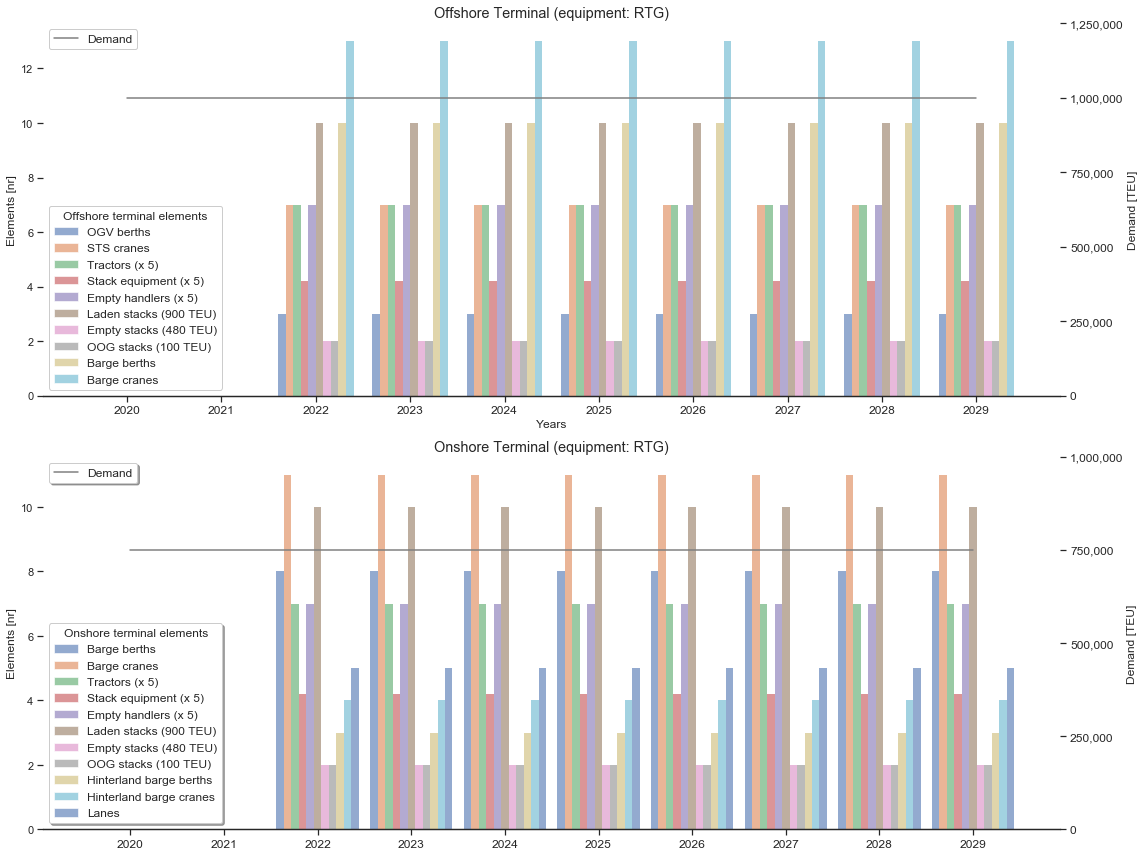 Offshore Terminal (equipment: RTG)
Demand
Offshore terminal elements
OGV berths
STS cranes
Tractors (x 5)
Stack equipment (x 5)
Empty handlers (x 5)
Laden stacks (900 TEU)
Empty stacks (480 TEU)
OOG stacks (100 TEU)
Barge berths
Barge cranes
Elements [nr]
12
10
8
6
4
2
0
1,250,000
1,000,000
750,000
500,000
250,000
0
Demand [TEU]
2020 2021 2022 2023 2024 2025 2026 2027 2028 2029
Years
Onshore Terminal (equipment: RTG)
Demand
Onshore terminal elements
Barge berths
Barge cranes
Tractors (x 5)
Stack equipment (x 5)
Empty handlers (x 5)
Laden stacks (900 TEU)
Empty stacks (480 TEU)
OOG stacks (100 TEU)
Hinterland barge berths
Hinterland barge cranes
Lanes
Elements [nr]
10
8
6
4
2
0
1,000,000
750,000
500,000
250,000
0
Demand [TEU]
2020 2021 2022 2023 2024 2025 2026 2027 2028 2029